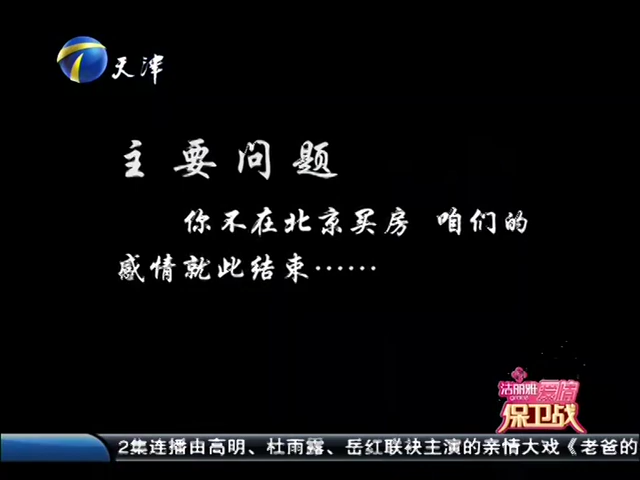 天津
主要问题
你不在北京买房 咱们的
感情就此结束……
洁丽雅 爱情
grace
保卫战
2集连播由高明、杜雨露、岳红联袂主演的亲情大戏《老爸的